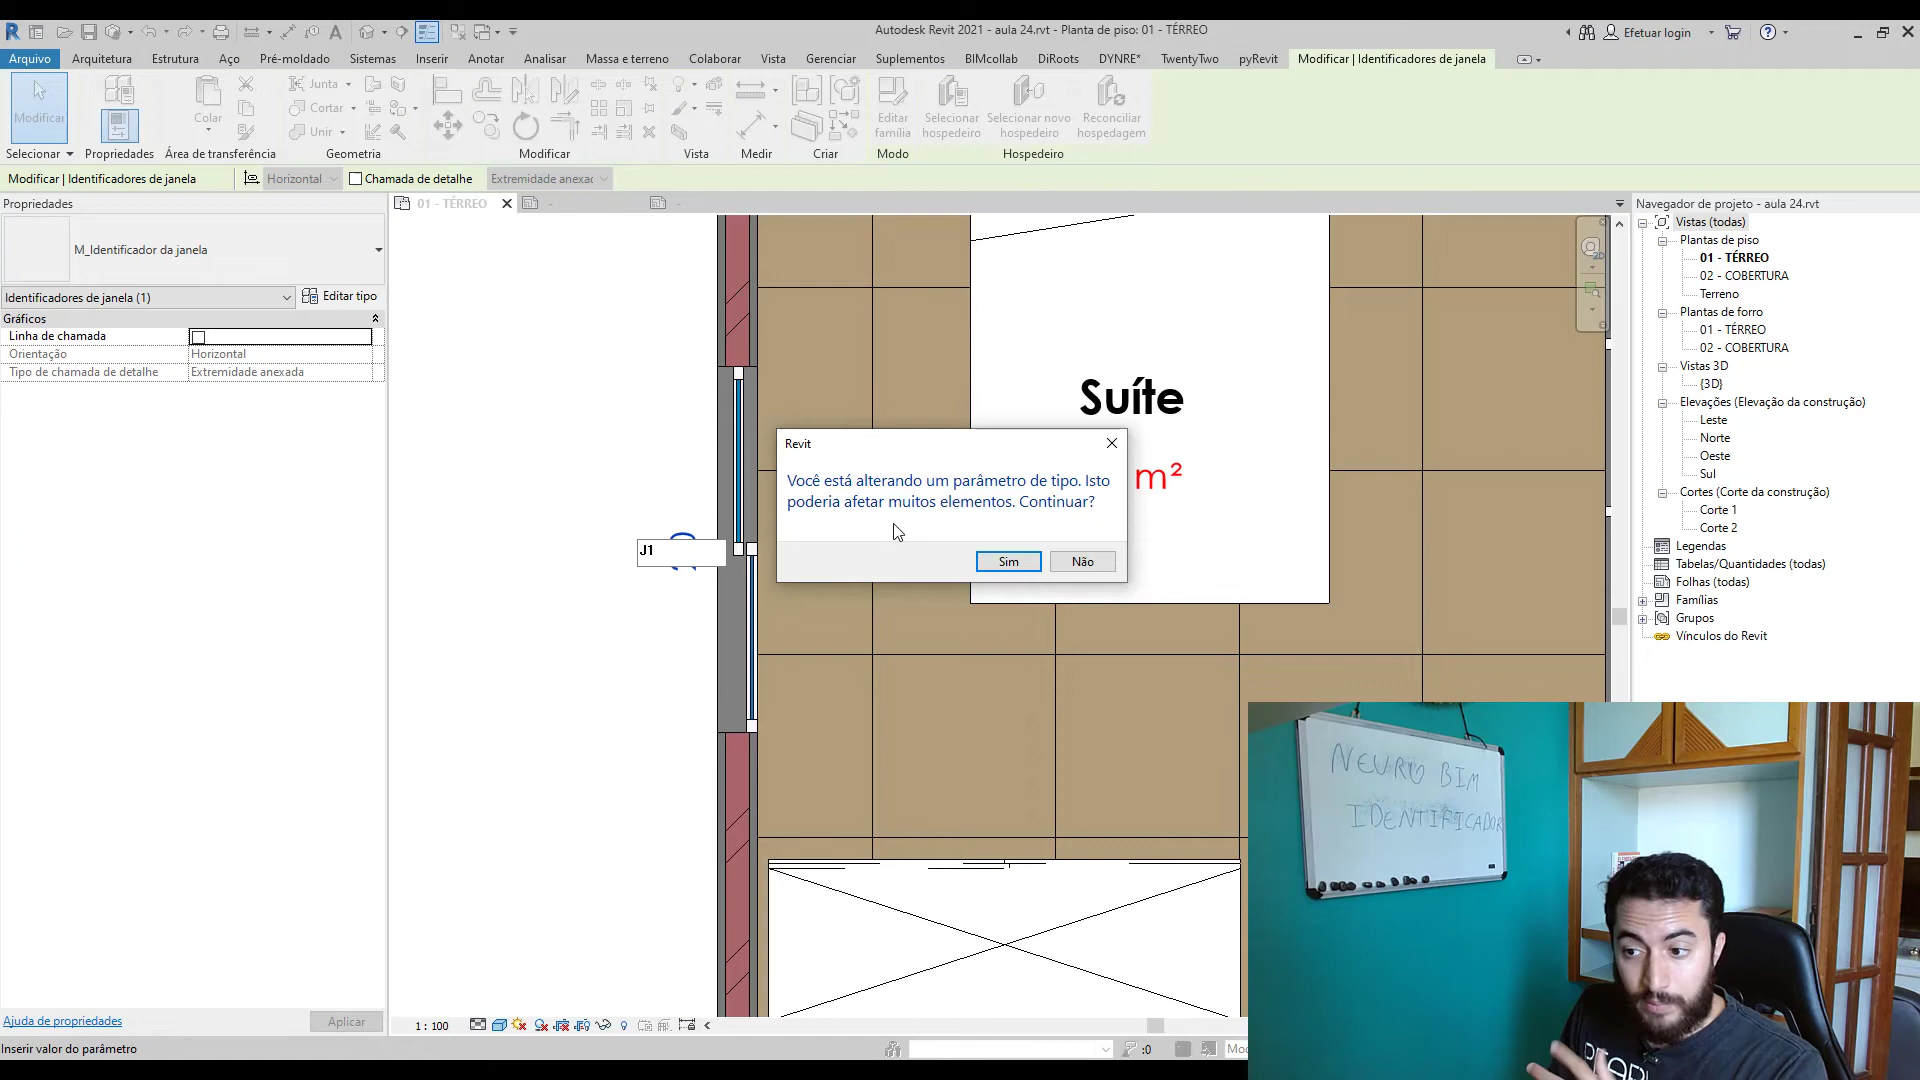 Autodesk Revit 2021 - aula 24.rvt - Planta de piso: 01 - TÉRREO
Efetuar login
Arquivo Arquitetura Estrutura Aço Pré-moldado Sistemas Inserir Anotar Analisar Massa e terreno Colaborar Vista Gerenciar Suplementos BIMcollab DiRoots DYNRE* TwentyTwo pyRevit Modificar | Identificadores de janela
Modificar
Colar
Junta
Cortar
Unir
Editar família
Selecionar hospedeiro
Selecionar novo hospedeiro
Reconciliar hospedagem
Selecionar Propriedades Área de transferência Geometria Modificar Vista Medir Criar Modo Hospedeiro
Modificar | Identificadores de janela Horizontal Chamada de detalhe Extremidade anexac
Propriedades
M_Identificador da janela
Identificadores de janela (1) Editar tipo
Gráficos
Linha de chamada
Orientação Horizontal
Tipo de chamada de detalhe Extremidade anexada
Ajuda de propriedades Aplicar
Inserir valor do parâmetro
01 - TÉRREO
Suíte
m²
J1
Revit
Você está alterando um parâmetro de tipo. Isto
poderia afetar muitos elementos. Continuar?
Sim Não
1 : 100
:0
Navegador de projeto - aula 24.rvt
Vistas (todas)
Plantas de piso
01 - TÉRREO
02 - COBERTURA
Terreno
Plantas de forro
01 - TÉRREO
02 - COBERTURA
Vistas 3D
{3D}
Elevações (Elevação da construção)
Leste
Norte
Oeste
Sul
Cortes (Corte da construção)
Corte 1
Corte 2
Legendas
Tabelas/Quantidades (todas)
Folhas (todas)
Famílias
Grupos
Vínculos do Revit
NEURO BIM
IDENTIFICADOR